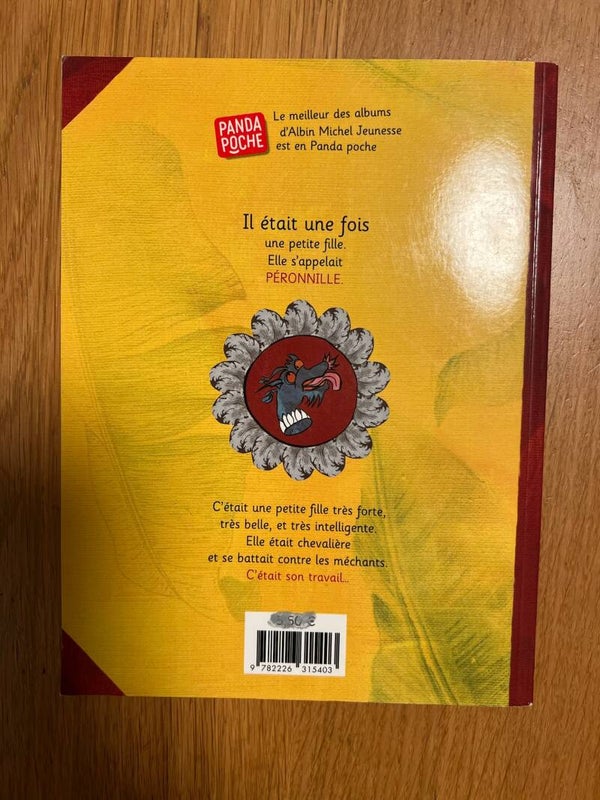 PANDA
POCHE
Le meilleur des albums
d'Albin Michel Jeunesse
est en Panda poche
Il était une fois
une petite fille.
Elle s'appelait
PÉRONNILLE.
C'était une petite fille très forte,
très belle, et très intelligente.
Elle était chevalière
et se battait contre les méchants.
C'était son travail...
9 782226 315403